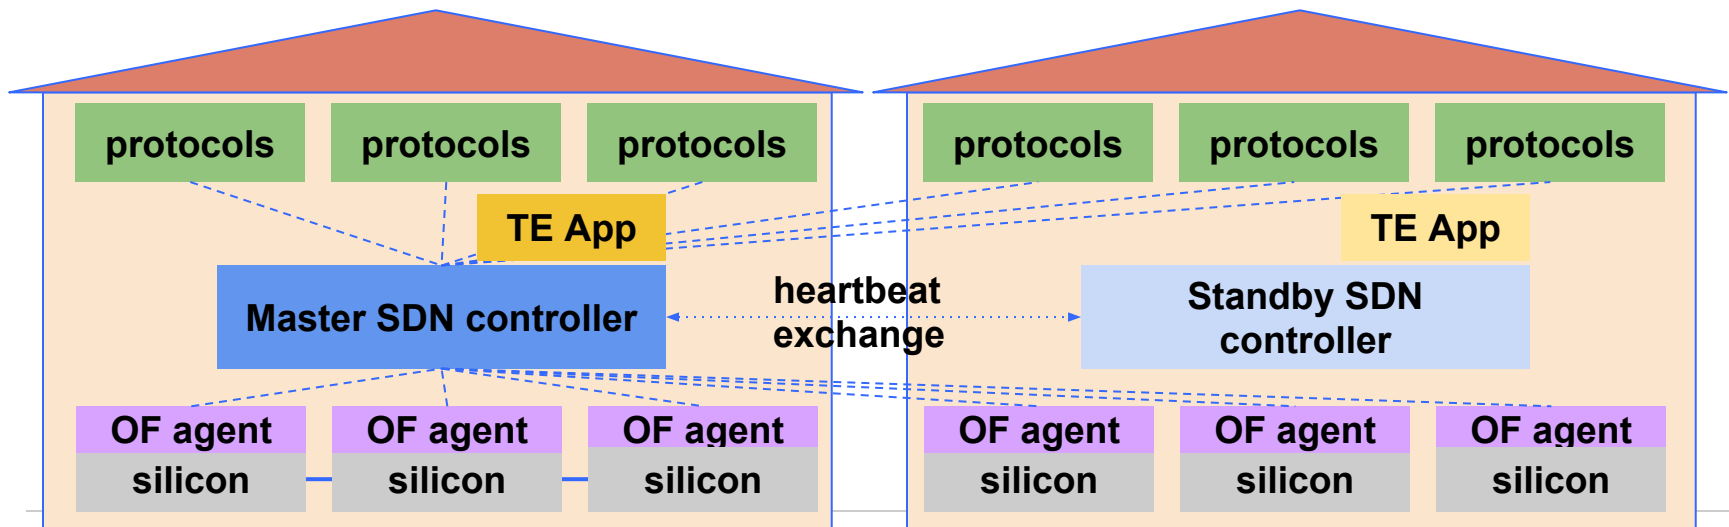 protocols protocols protocols protocols protocols protocols
TE App TE App
Master SDN controller
heartbeat
exchange
Standby SDN
controller
OF agent OF agent OF agent OF agent OF agent OF agent
silicon silicon silicon silicon silicon silicon